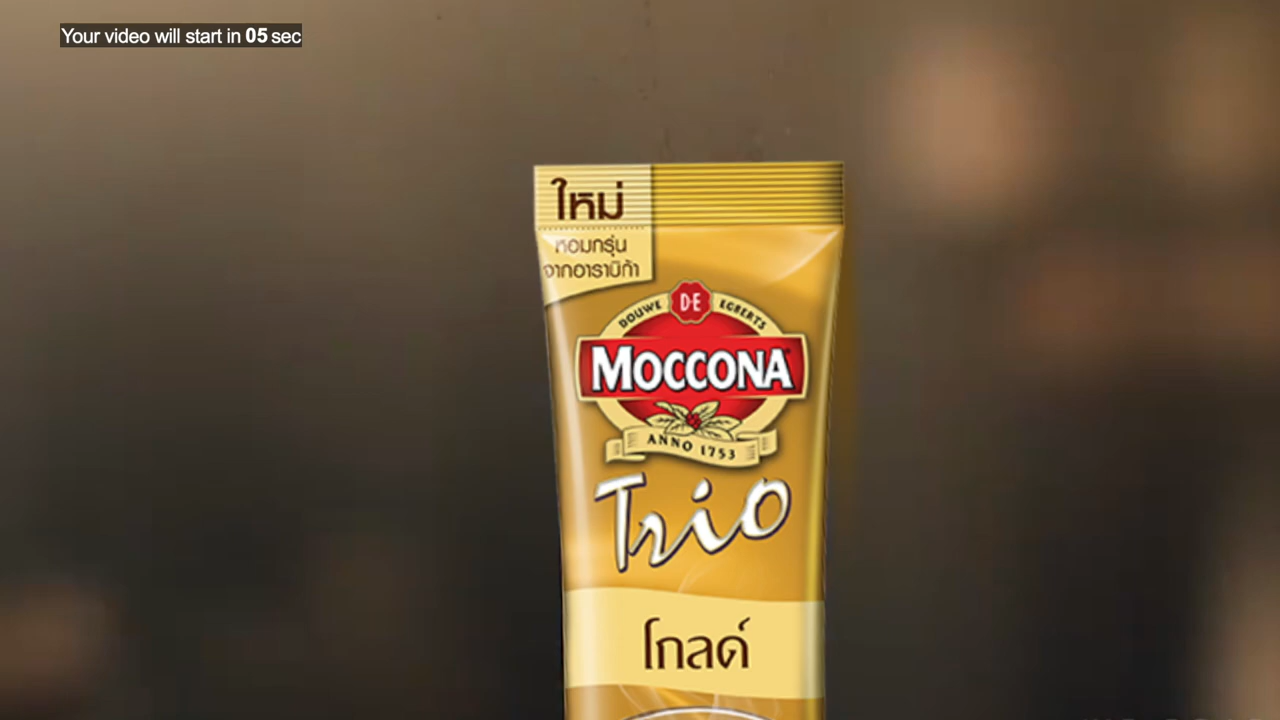 Your video will start in 05 sec
ใหม่
หอมกรุ่น
จากอาราบิก้า
D·E
DOUWE EGBERTS
MOCCONA
ANNO 1753
Trio
โกลด์